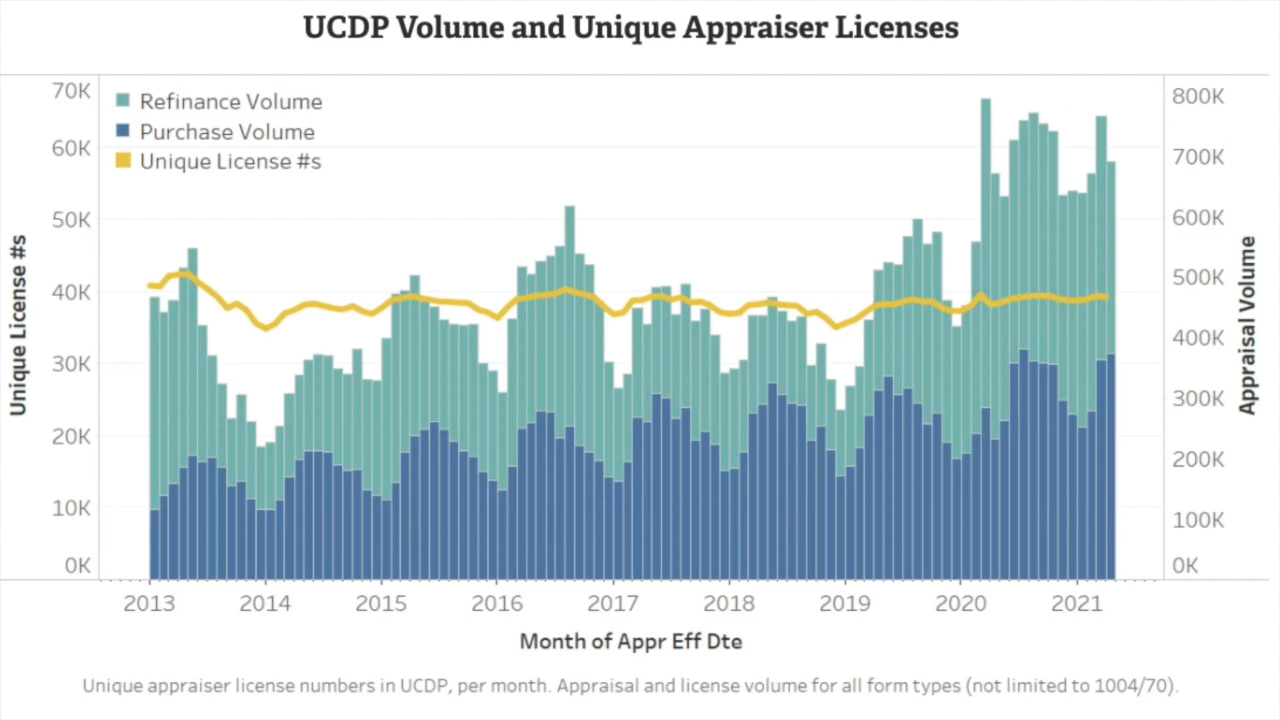 UCDP Volume and Unique Appraiser Licenses
70K
60K
50K
40K
30K
20K
10K
0K
Unique License #s
Refinance Volume
Purchase Volume
Unique License #s
800K
700K
600K
500K
400K
300K
200K
100K
0K
Appraisal Volume
2013 2014 2015 2016 2017 2018 2019 2020 2021
Month of Appr Eff Dte
Unique appraiser license numbers in UCDP, per month. Appraisal and license volume for all form types (not limited to 1004/70).